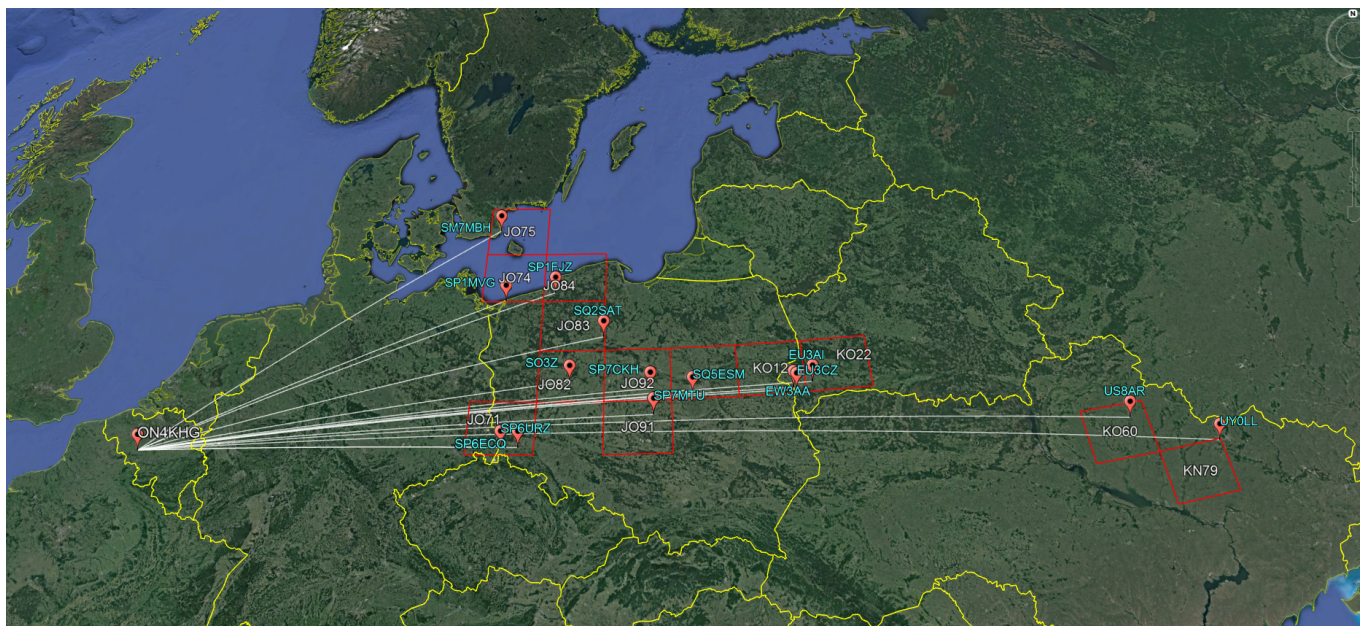 N
SM7MBH
JO75
SP1FJZ
JO74
SP1MVG
JO84
SQ2SAT
JO83
EU3AI
KO22
SO3Z
SP7CKH
KO12
EU3CZ
SQ5ESM
JO82
JO92
EW3AA
US8AR
SP7MTU
JO71
SP6URZ
JO91
UY0LL
ON4KHG
KO60
SP6ECQ
KN79